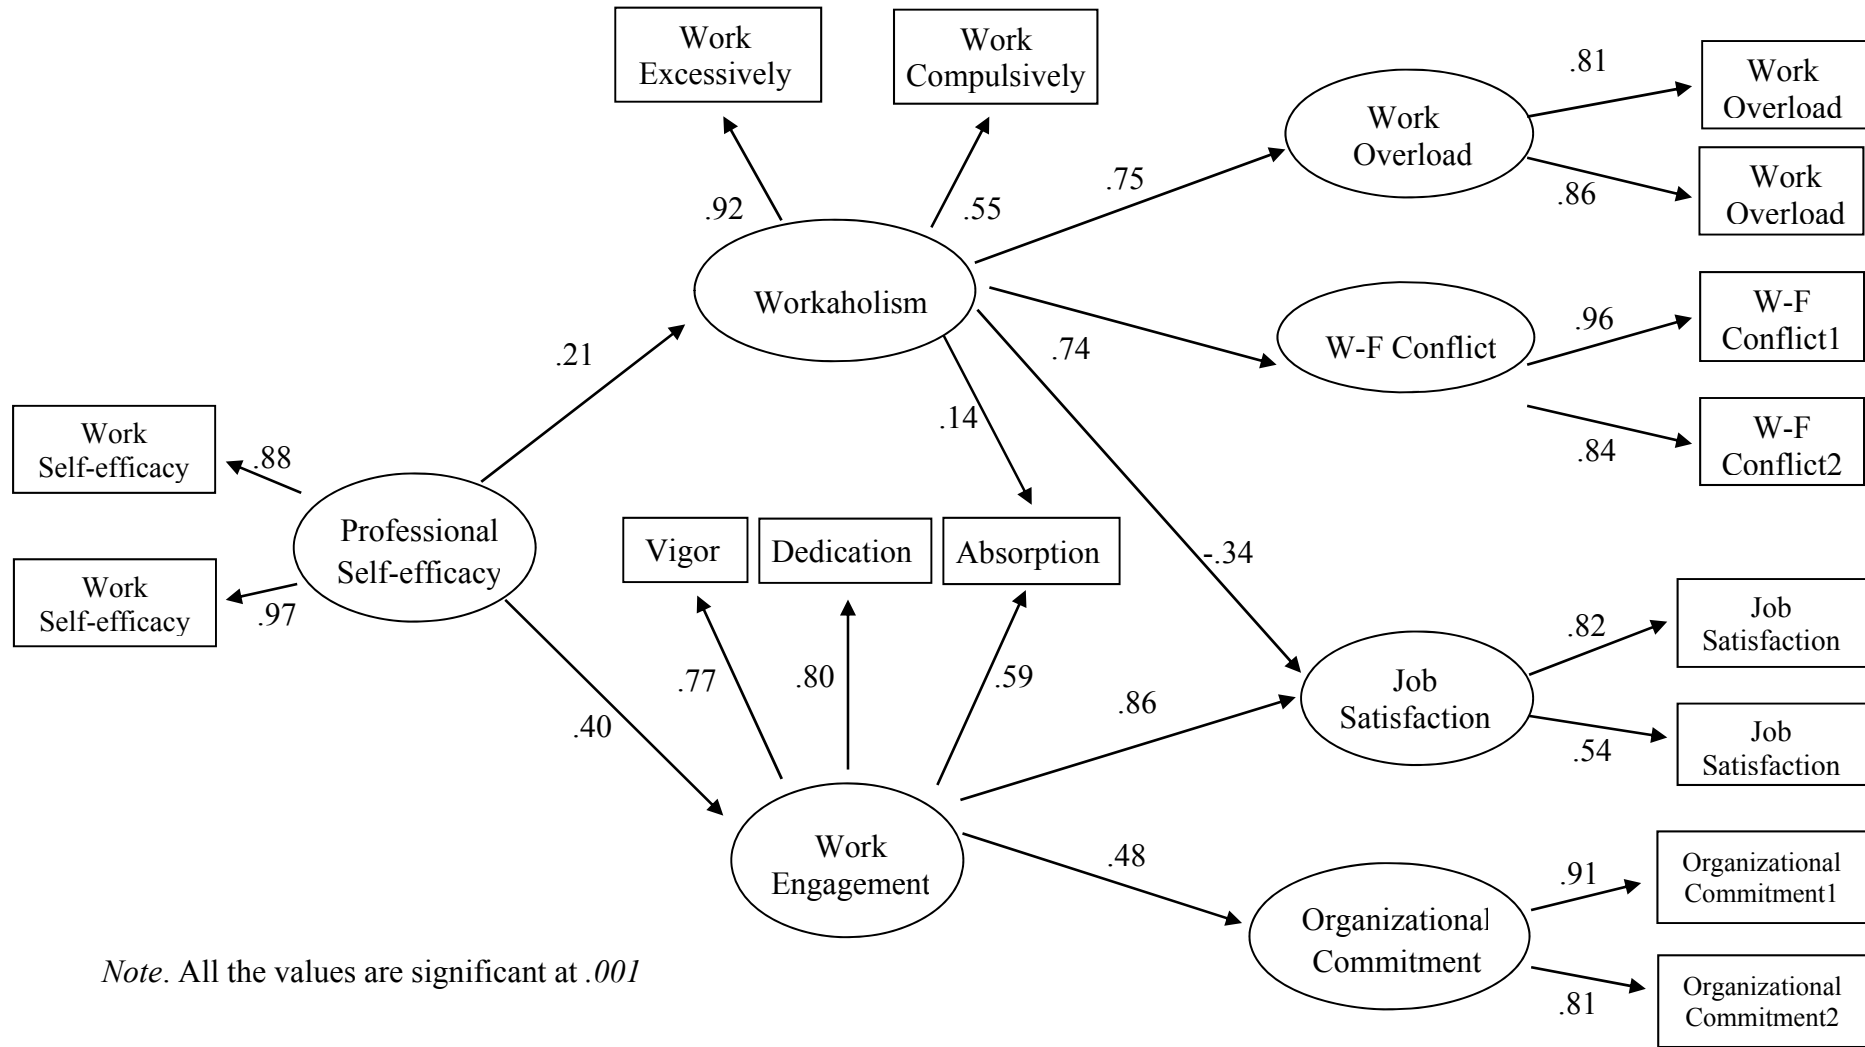 Work
Excessively
Work
Compulsively
.92
.55
Workaholism
.75
Work
Overload
.81
Work
Overload
.86
Work
Overload
.74
W-F Conflict
.96
W-F
Conflict1
.84
W-F
Conflict2
.21
.14
-.34
Work
Self-efficacy
.88
Professional
Self-efficacy
Work
Self-efficacy
.97
Vigor
Dedication
Absorption
.77
.80
.59
.40
Work
Engagement
.86
Job
Satisfaction
.82
Job
Satisfaction
.54
Job
Satisfaction
.48
Organizational
Commitment
.91
Organizational
Commitment1
.81
Organizational
Commitment2
Note. All the values are significant at .001